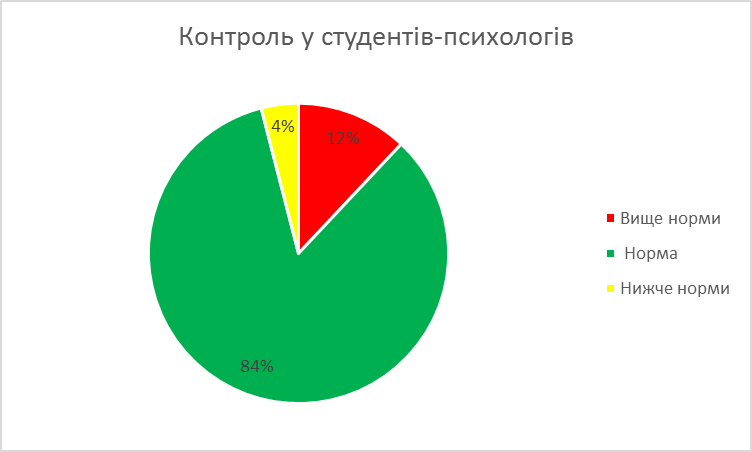 Контроль у студентів-психологів
4%
12%
84%
Вище норми
Норма
Нижче норми